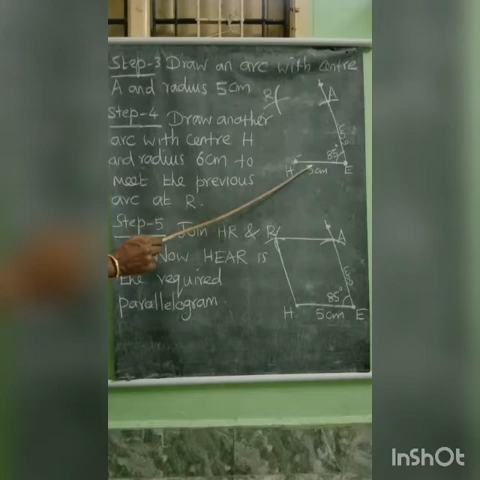 Step-3 Draw an arc with centre
A and radius 5cm
Step-4 Draw another
arc with centre H
and radius 6cm to
meet the previous
arc at R.
Step-5 Join HR &
Now HEAR is
the required
parallelogram.
R
A
6cm
85°
H
5cm
E
R
A
6cm
85°
H
5cm
E
InShOt